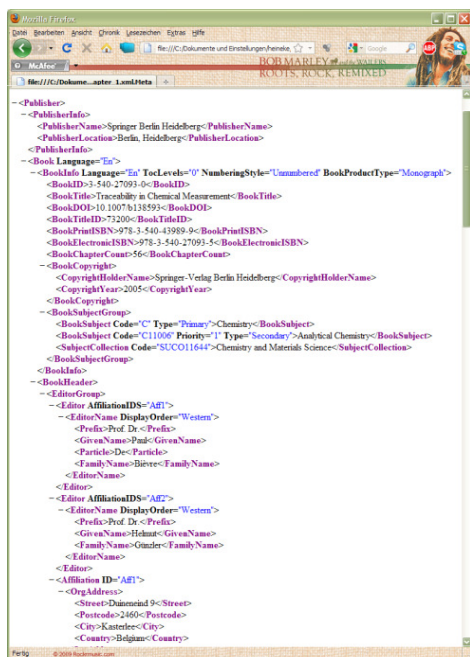 Mozilla Firefox
Datei Bearbeiten Ansicht Chronik Lesezeichen Extras Hilfe
file:///C:/Dokumente und Einstellungen/heineke, Google
McAfee
BOB MARLEY and the WAILERS
ROOTS, ROCK, REMIXED
file:///C:/Dokume...apter_1.xml.Meta
− <Publisher>
− <PublisherInfo>
<PublisherName>Springer Berlin Heidelberg</PublisherName>
<PublisherLocation>Berlin, Heidelberg</PublisherLocation>
</PublisherInfo>
− <Book Language="En">
− <BookInfo Language="En" TocLevels="0" NumberingStyle="Unnumbered" BookProductType="Monograph">
<BookID>3-540-27093-0</BookID>
<BookTitle>Traceability in Chemical Measurement</BookTitle>
<BookDOI>10.1007/b138593</BookDOI>
<BookTitleID>73200</BookTitleID>
<BookPrintISBN>978-3-540-43989-9</BookPrintISBN>
<BookElectronicISBN>978-3-540-27093-5</BookElectronicISBN>
<BookChapterCount>56</BookChapterCount>
− <BookCopyright>
<CopyrightHolderName>Springer-Verlag Berlin Heidelberg</CopyrightHolderName>
<CopyrightYear>2005</CopyrightYear>
</BookCopyright>
− <BookSubjectGroup>
<BookSubject Code="C" Type="Primary">Chemistry</BookSubject>
<BookSubject Code="C11006" Priority="1" Type="Secondary">Analytical Chemistry</BookSubject>
<SubjectCollection Code="SUCO11644">Chemistry and Materials Science</SubjectCollection>
</BookSubjectGroup>
</BookInfo>
− <BookHeader>
− <EditorGroup>
− <Editor AffiliationIDS="Aff1">
− <EditorName DisplayOrder="Western">
<Prefix>Prof. Dr.</Prefix>
<GivenName>Paul</GivenName>
<Particle>De</Particle>
<FamilyName>Bièvre</FamilyName>
</EditorName>
</Editor>
− <Editor AffiliationIDS="Aff2">
− <EditorName DisplayOrder="Western">
<Prefix>Prof. Dr.</Prefix>
<GivenName>Helmut</GivenName>
<FamilyName>Günzler</FamilyName>
</EditorName>
</Editor>
− <Affiliation ID="Aff1">
− <OrgAddress>
<Street>Duineneind 9</Street>
<Postcode>2460</Postcode>
<City>Kasterlee</City>
<Country>Belgium</Country>
Fertig © 2009 Rockemusic.com